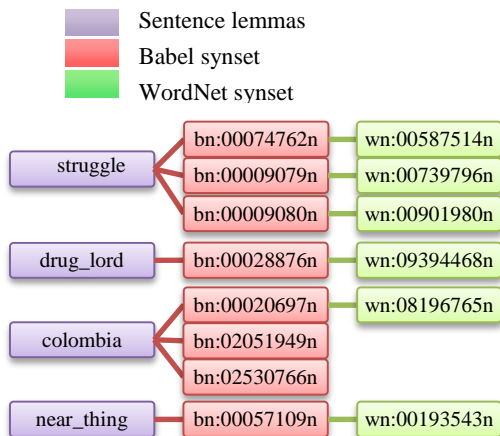 Sentence lemmas
Babel synset
WordNet synset
bn:00074762n wn:00587514n
struggle bn:00009079n wn:00739796n
bn:00009080n wn:00901980n
drug_lord bn:00028876n wn:09394468n
bn:00020697n wn:08196765n
colombia bn:02051949n
bn:02530766n
near_thing bn:00057109n wn:00193543n